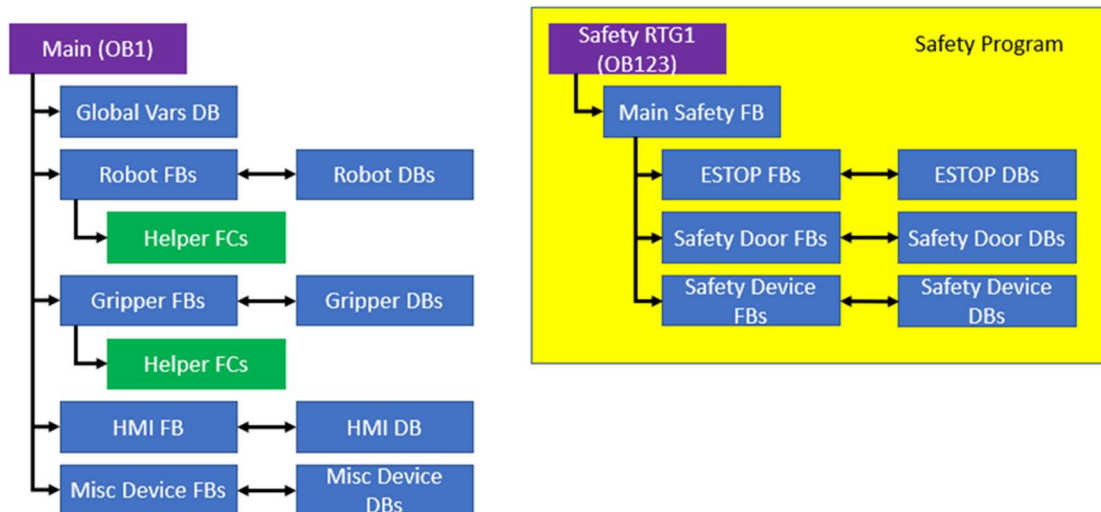 Main (OB1)
Global Vars DB
Robot FBs
Robot DBs
Helper FCs
Gripper FBs
Gripper DBs
Helper FCs
HMI FB
HMI DB
Misc Device FBs
Misc Device
DBs
Safety RTG1
(OB123)
Safety Program
Main Safety FB
ESTOP FBs
ESTOP DBs
Safety Door FBs
Safety Door DBs
Safety Device
FBs
Safety Device
DBs